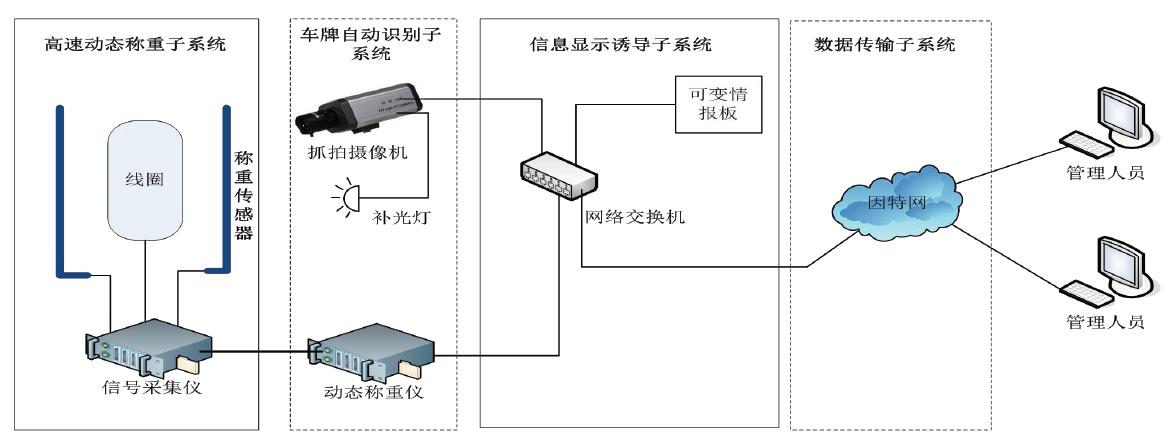 高速动态称重子系统
车牌自动识别子
系统
信息显示诱导子系统
数据传输子系统
线圈
称重传感器
信号采集仪
抓拍摄像机
补光灯
动态称重仪
可变情
报板
网络交换机
因特网
管理人员
管理人员